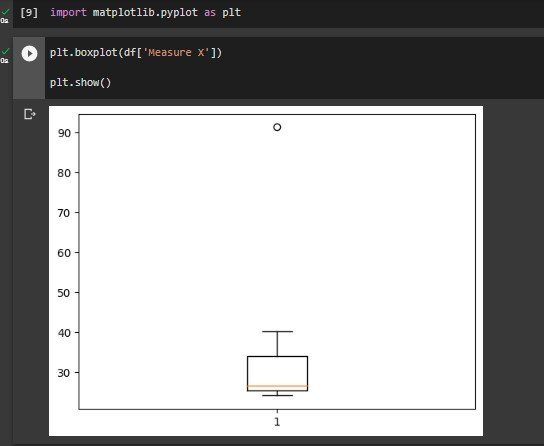 0s
[9] import matplotlib.pyplot as plt
0s
plt.boxplot(df['Measure X'])
plt.show()
90
80
70
60
50
40
30
1